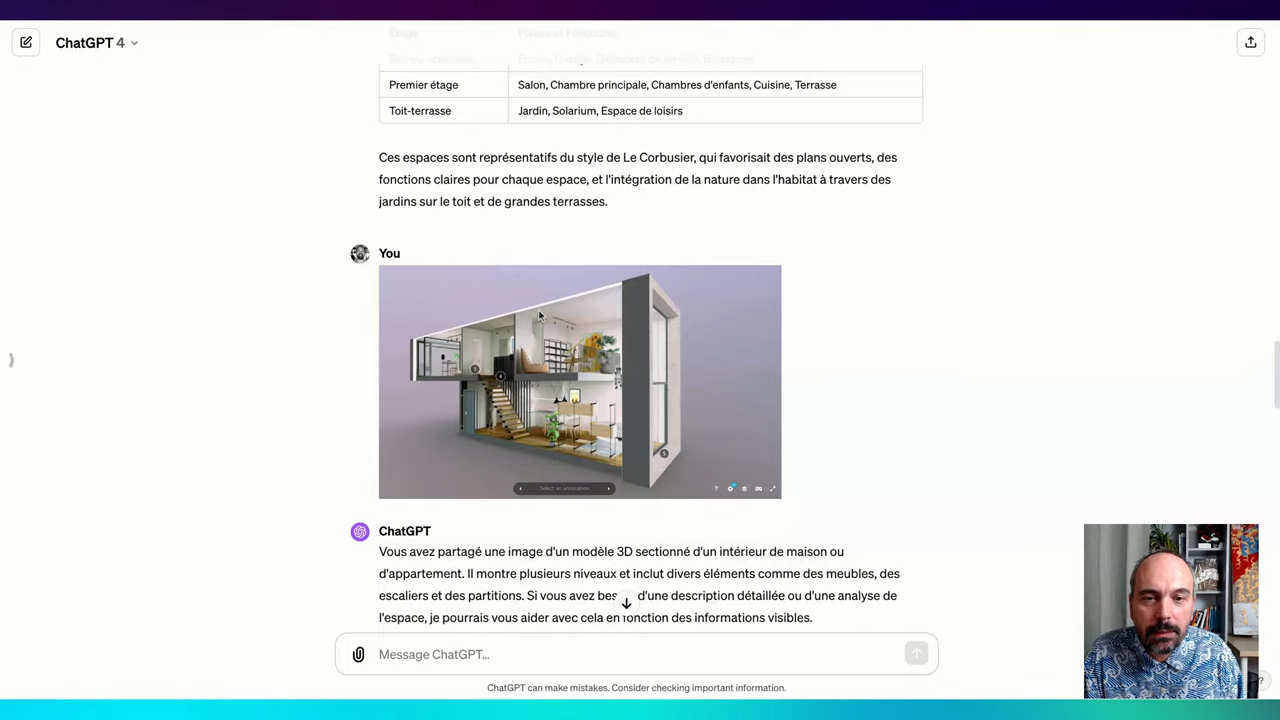 ChatGPT 4
Premier étage Salon, Chambre principale, Chambres d'enfants, Cuisine, Terrasse
Toit-terrasse Jardin, Solarium, Espace de loisirs
Ces espaces sont représentatifs du style de Le Corbusier, qui favorisait des plans ouverts, des
fonctions claires pour chaque espace, et l'intégration de la nature dans l'habitat à travers des
jardins sur le toit et de grandes terrasses.
You
Select an annotation
ChatGPT
Vous avez partagé une image d'un modèle 3D sectionné d'un intérieur de maison ou
d'appartement. Il montre plusieurs niveaux et inclut divers éléments comme des meubles, des
escaliers et des partitions. Si vous avez bes d'une description détaillée ou d'une analyse de
l'espace, je pourrais vous aider avec cela en fonction des informations visibles.
Message ChatGPT...
ChatGPT can make mistakes. Consider checking important information.
?